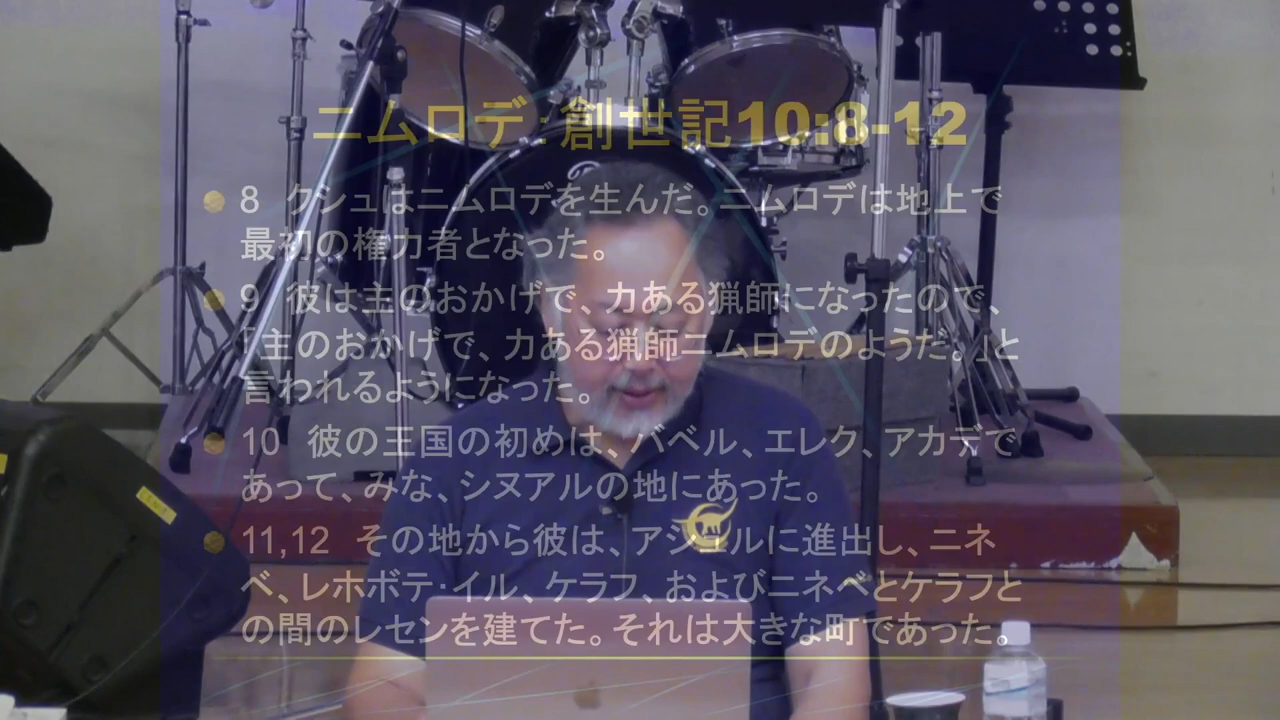 ニムロデ：創世記10:8-12
8 クシュはニムロデを生んだ。ニムロデは地上で
最初の権力者となった。
9 彼は主のおかげで、力ある猟師になったので、
「主のおかげで、力ある猟師ニムロデのようだ。」と
言われるようになった。
10 彼の王国の初めは、バベル、エレク、アカデで
あって、みな、シヌアルの地にあった。
11,12 その地から彼は、アシュルに進出し、ニネ
ベ、レホボテ・イル、ケラフ、およびニネベとケラフと
の間のレセンを建てた。それは大きな町であった。